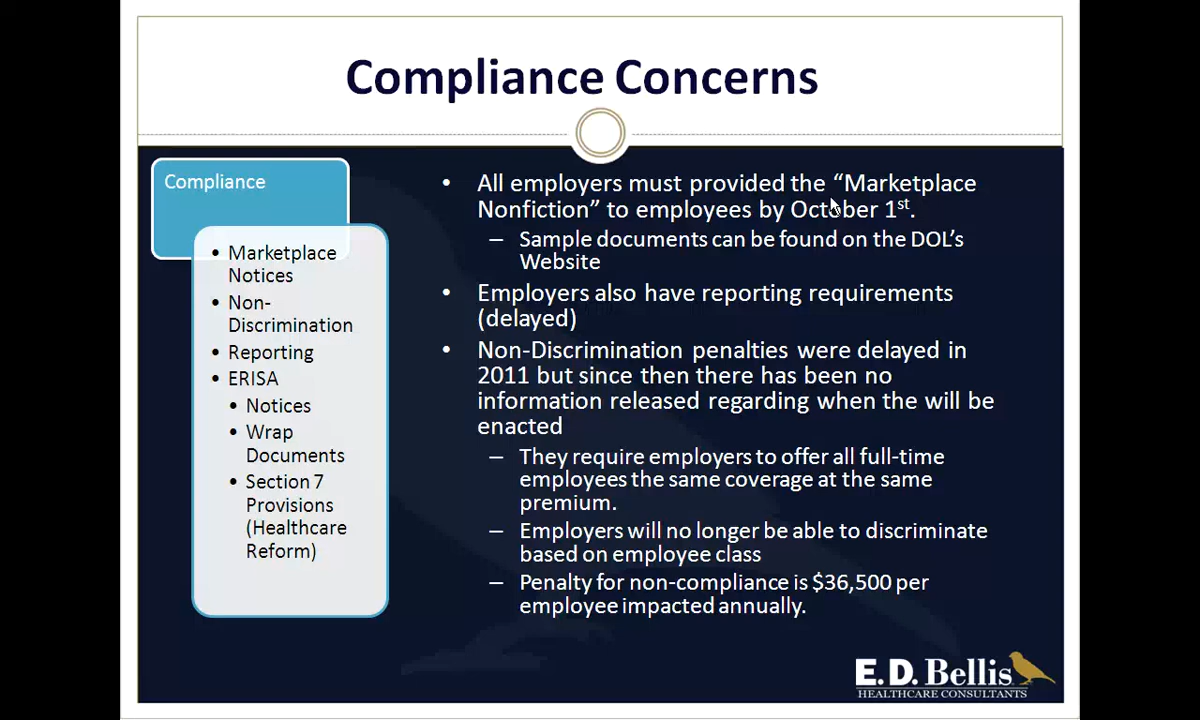 Compliance Concerns
Compliance
• Marketplace
Notices
• Non-
Discrimination
• Reporting
• ERISA
• Notices
• Wrap
Documents
• Section 7
Provisions
(Healthcare
Reform)
• All employers must provided the “Marketplace
Nonfiction” to employees by October 1st.
– Sample documents can be found on the DOL’s
Website
• Employers also have reporting requirements
(delayed)
• Non-Discrimination penalties were delayed in
2011 but since then there has been no
information released regarding when the will be
enacted
– They require employers to offer all full-time
employees the same coverage at the same
premium.
– Employers will no longer be able to discriminate
based on employee class
– Penalty for non-compliance is $36,500 per
employee impacted annually.
E.D. Bellis
HEALTHCARE CONSULTANTS